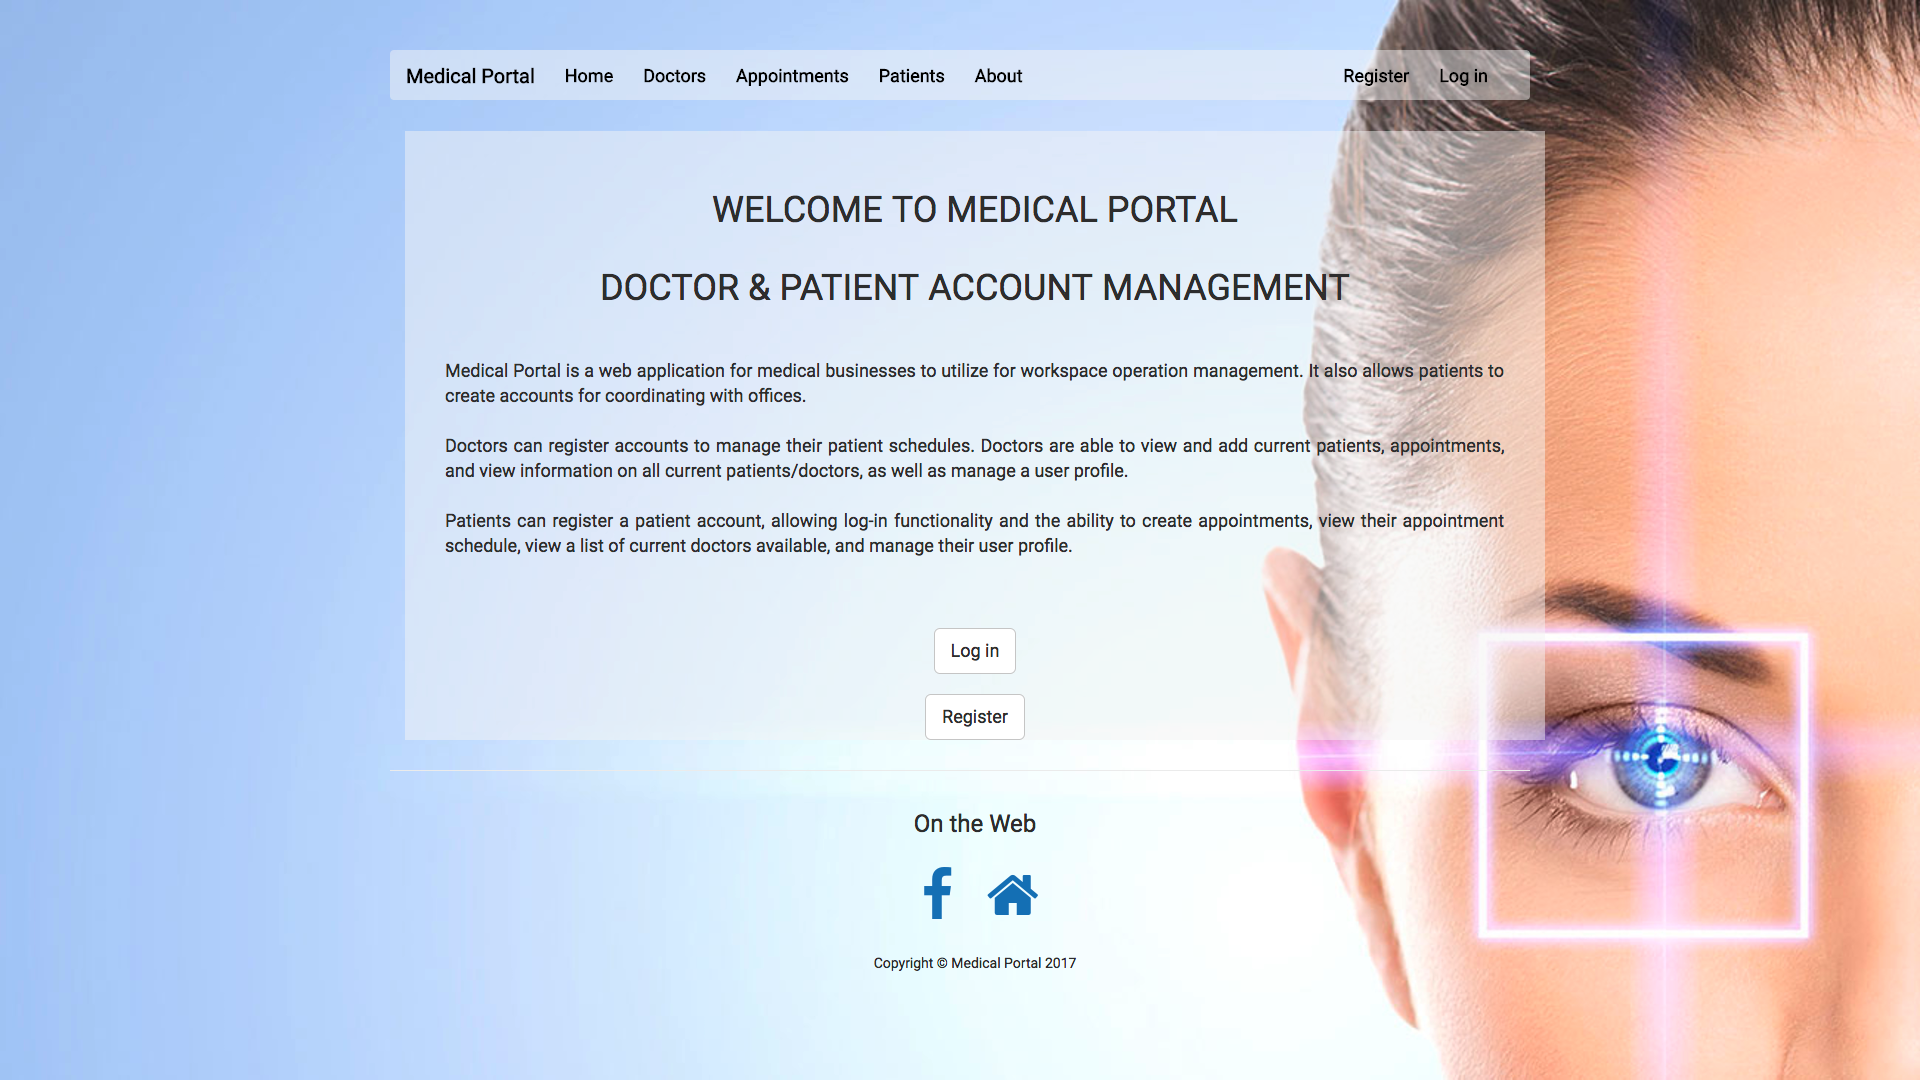 Medical Portal Home Doctors Appointments Patients About Register Log in
WELCOME TO MEDICAL PORTAL
DOCTOR & PATIENT ACCOUNT MANAGEMENT
Medical Portal is a web application for medical businesses to utilize for workspace operation management. It also allows patients to
create accounts for coordinating with offices.
Doctors can register accounts to manage their patient schedules. Doctors are able to view and add current patients, appointments,
and view information on all current patients/doctors, as well as manage a user profile.
Patients can register a patient account, allowing log-in functionality and the ability to create appointments, view their appointment
schedule, view a list of current doctors available, and manage their user profile.
Log in
Register
On the Web
Copyright © Medical Portal 2017